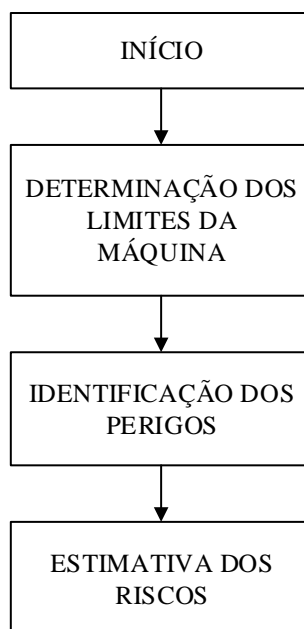 INÍCIO
DETERMINAÇÃO DOS
LIMITES DA
MÁQUINA
IDENTIFICAÇÃO DOS
PERIGOS
ESTIMATIVA DOS
RISCOS